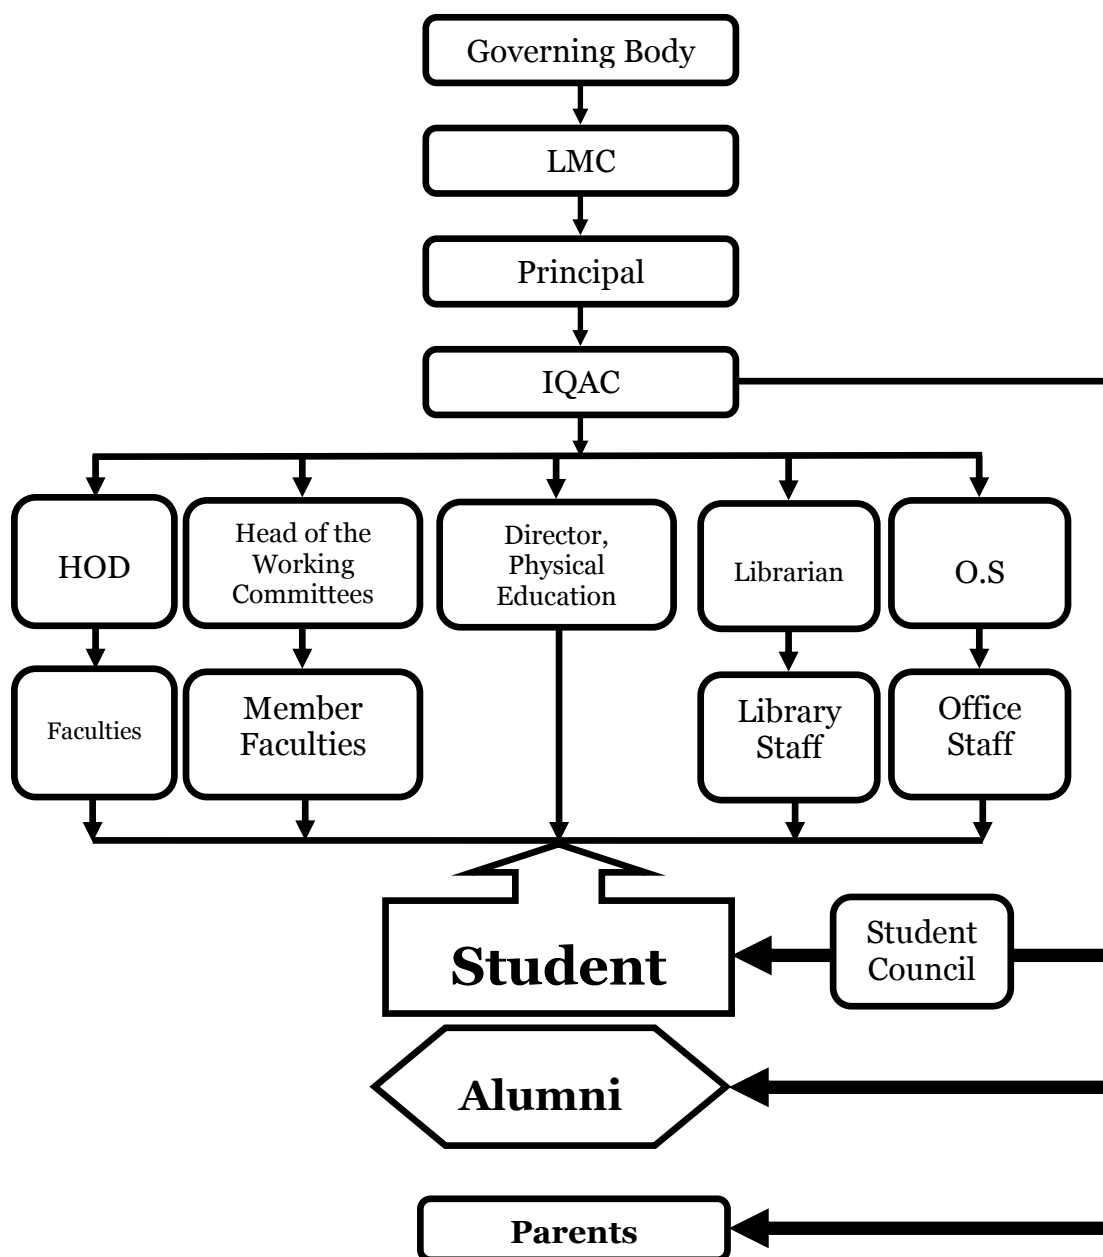 Governing Body
LMC
Principal
IQAC
HOD
Head of the
Working
Committees
Director,
Physical
Education
Librarian
O.S
Faculties
Member
Faculties
Library
Staff
Office
Staff
Student
Student
Council
Alumni
Parents